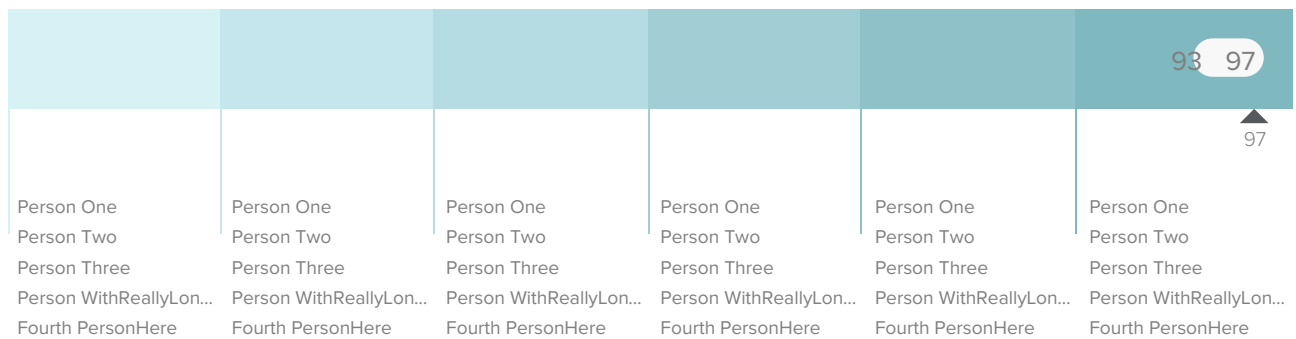 93 97
97
Person One Person One Person One Person One Person One Person One
Person Two Person Two Person Two Person Two Person Two Person Two
Person Three Person Three Person Three Person Three Person Three Person Three
Person WithReallyLon... Person WithReallyLon... Person WithReallyLon... Person WithReallyLon... Person WithReallyLon... Person WithReallyLon...
Fourth PersonHere Fourth PersonHere Fourth PersonHere Fourth PersonHere Fourth PersonHere Fourth PersonHere